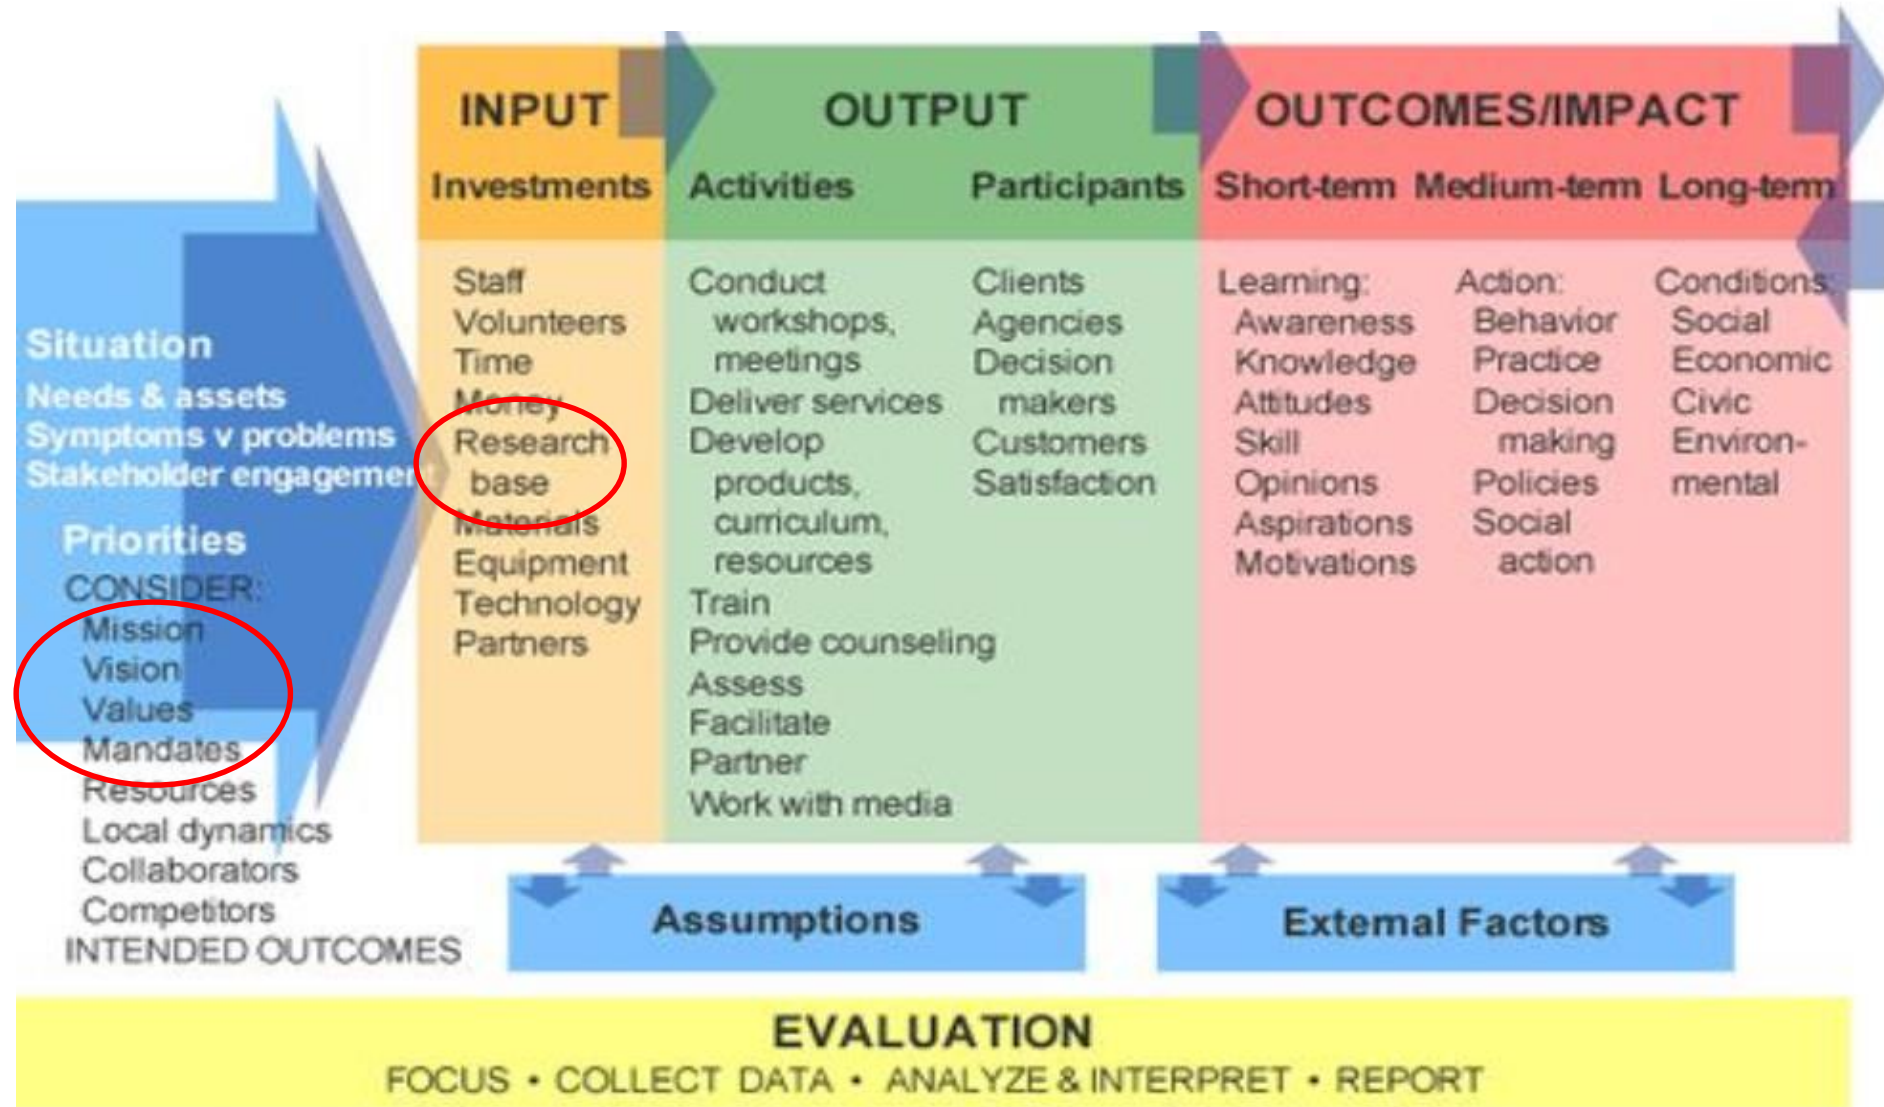 INPUT
OUTPUT
OUTCOMES/IMPACT
Investments
Activities
Participants
Short-term
Medium-term
Long-term
Situation
Needs & assets
Symptoms v problems
Stakeholder engagemen
Priorities
CONSIDER:
Mission
Vision
Values
Mandates
Resources
Local dynamics
Collaborators
Competitors
INTENDED OUTCOMES
Staff
Volunteers
Time
Money
Research
base
Materials
Equipment
Technology
Partners
Conduct
workshops,
meetings
Deliver services
Develop
products,
curriculum,
resources
Train
Provide counseling
Assess
Facilitate
Partner
Work with media
Clients
Agencies
Decision
makers
Customers
Satisfaction
Learning:
Awareness
Knowledge
Attitudes
Skill
Opinions
Aspirations
Motivations
Action:
Behavior
Practice
Decision
making
Policies
Social
action
Conditions:
Social
Economic
Civic
Environ-
mental
Assumptions
External Factors
EVALUATION
FOCUS • COLLECT DATA • ANALYZE & INTERPRET • REPORT